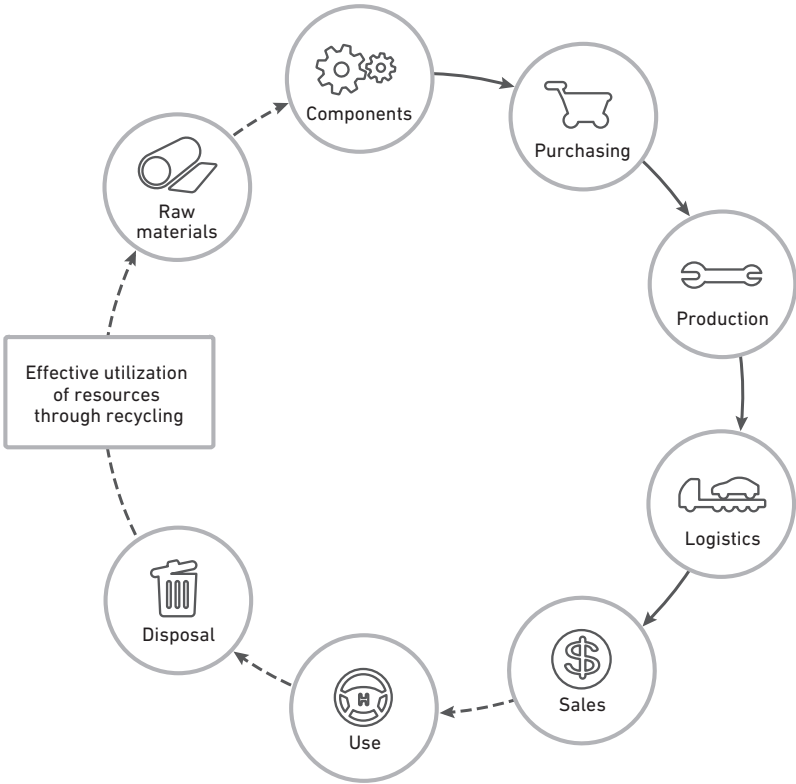 Components
Purchasing
Production
Logistics
Sales
Use
H
Disposal
Effective utilization
of resources
through recycling
Raw
materials